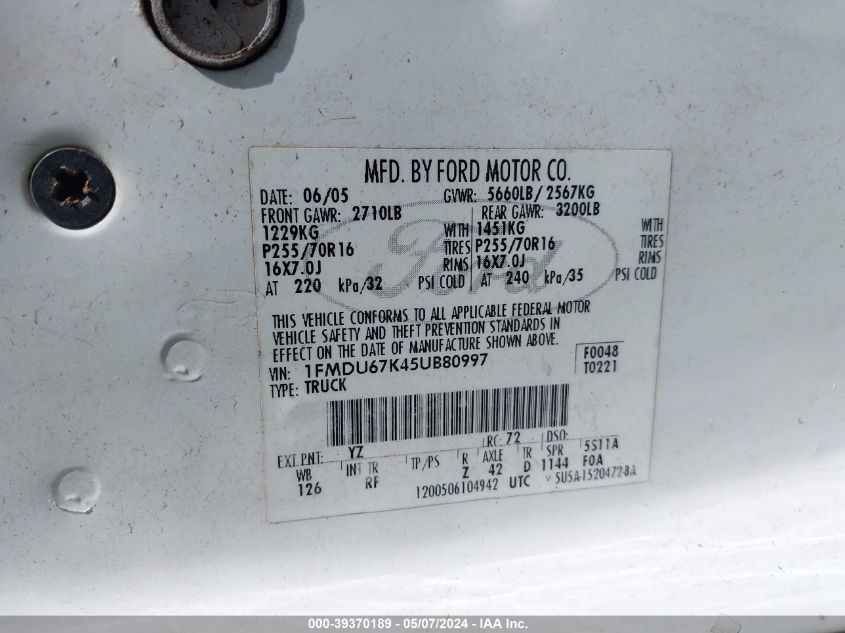 MFD. BY FORD MOTOR CO.
DATE: 06/05 GVWR: 5660LB/2567KG
FRONT GAWR: 2710LB REAR GAWR: 3200LB
1229KG WITH 1451KG WITH
P255/70R16 TIRES P255/70R16 TIRES
16X7.0J RIMS 16X7.0J RIMS
AT 220 kPa/32 PSI COLD AT 240 kPa/35 PSI COLD
Ford
THIS VEHICLE CONFORMS TO ALL APPLICABLE FEDERAL MOTOR
VEHICLE SAFETY AND THEFT PREVENTION STANDARDS IN
EFFECT ON THE DATE OF MANUFACTURE SHOWN ABOVE.
VIN: 1FMDU67K45UB80997 F0048
TYPE: TRUCK T0221
EXT PNT: YZ RC: 72 DSO:
WB INT TR TP/PS R AXLE TR SPR 5S11A
126 RF Z 42 D 1144 F0A
1200506104942 UTC V 5U5A-1520472-BA
000-39370189 - 05/07/2024 - IAA Inc.